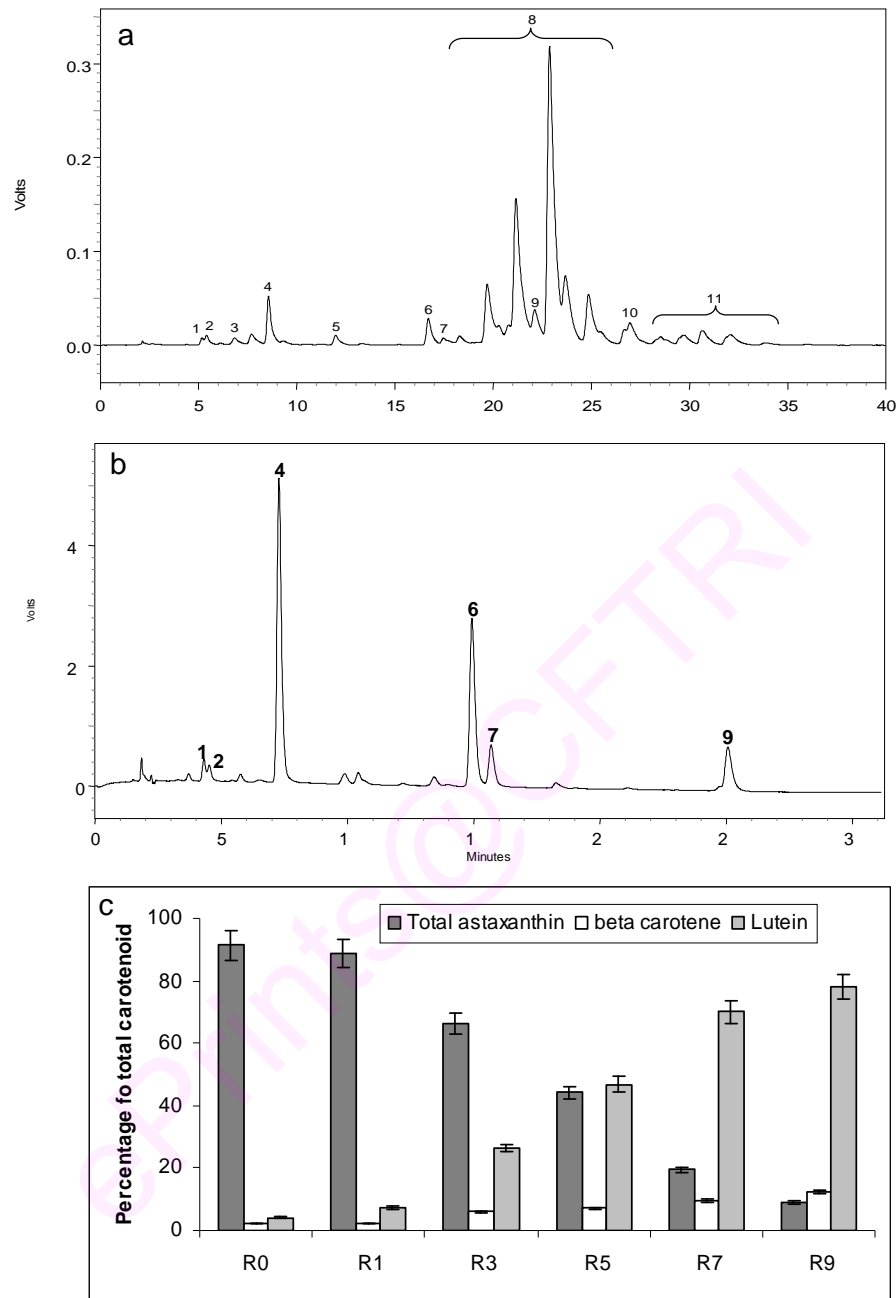 a
8
0.3
0.2
Volts
0.1
4
11
6
9
10
1 2 3
5
7
0.0
0 5 10 15 20 25 30 35 40
b
4
4
6
Volts
2
7
9
1 2
0
0 5 1 1 2 2 3
Minutes
c
100
Total astaxanthin beta carotene Lutein
80
60
40
20
0
Percentage fo total carotenoid
R0 R1 R3 R5 R7 R9
ePrints@CFTRI